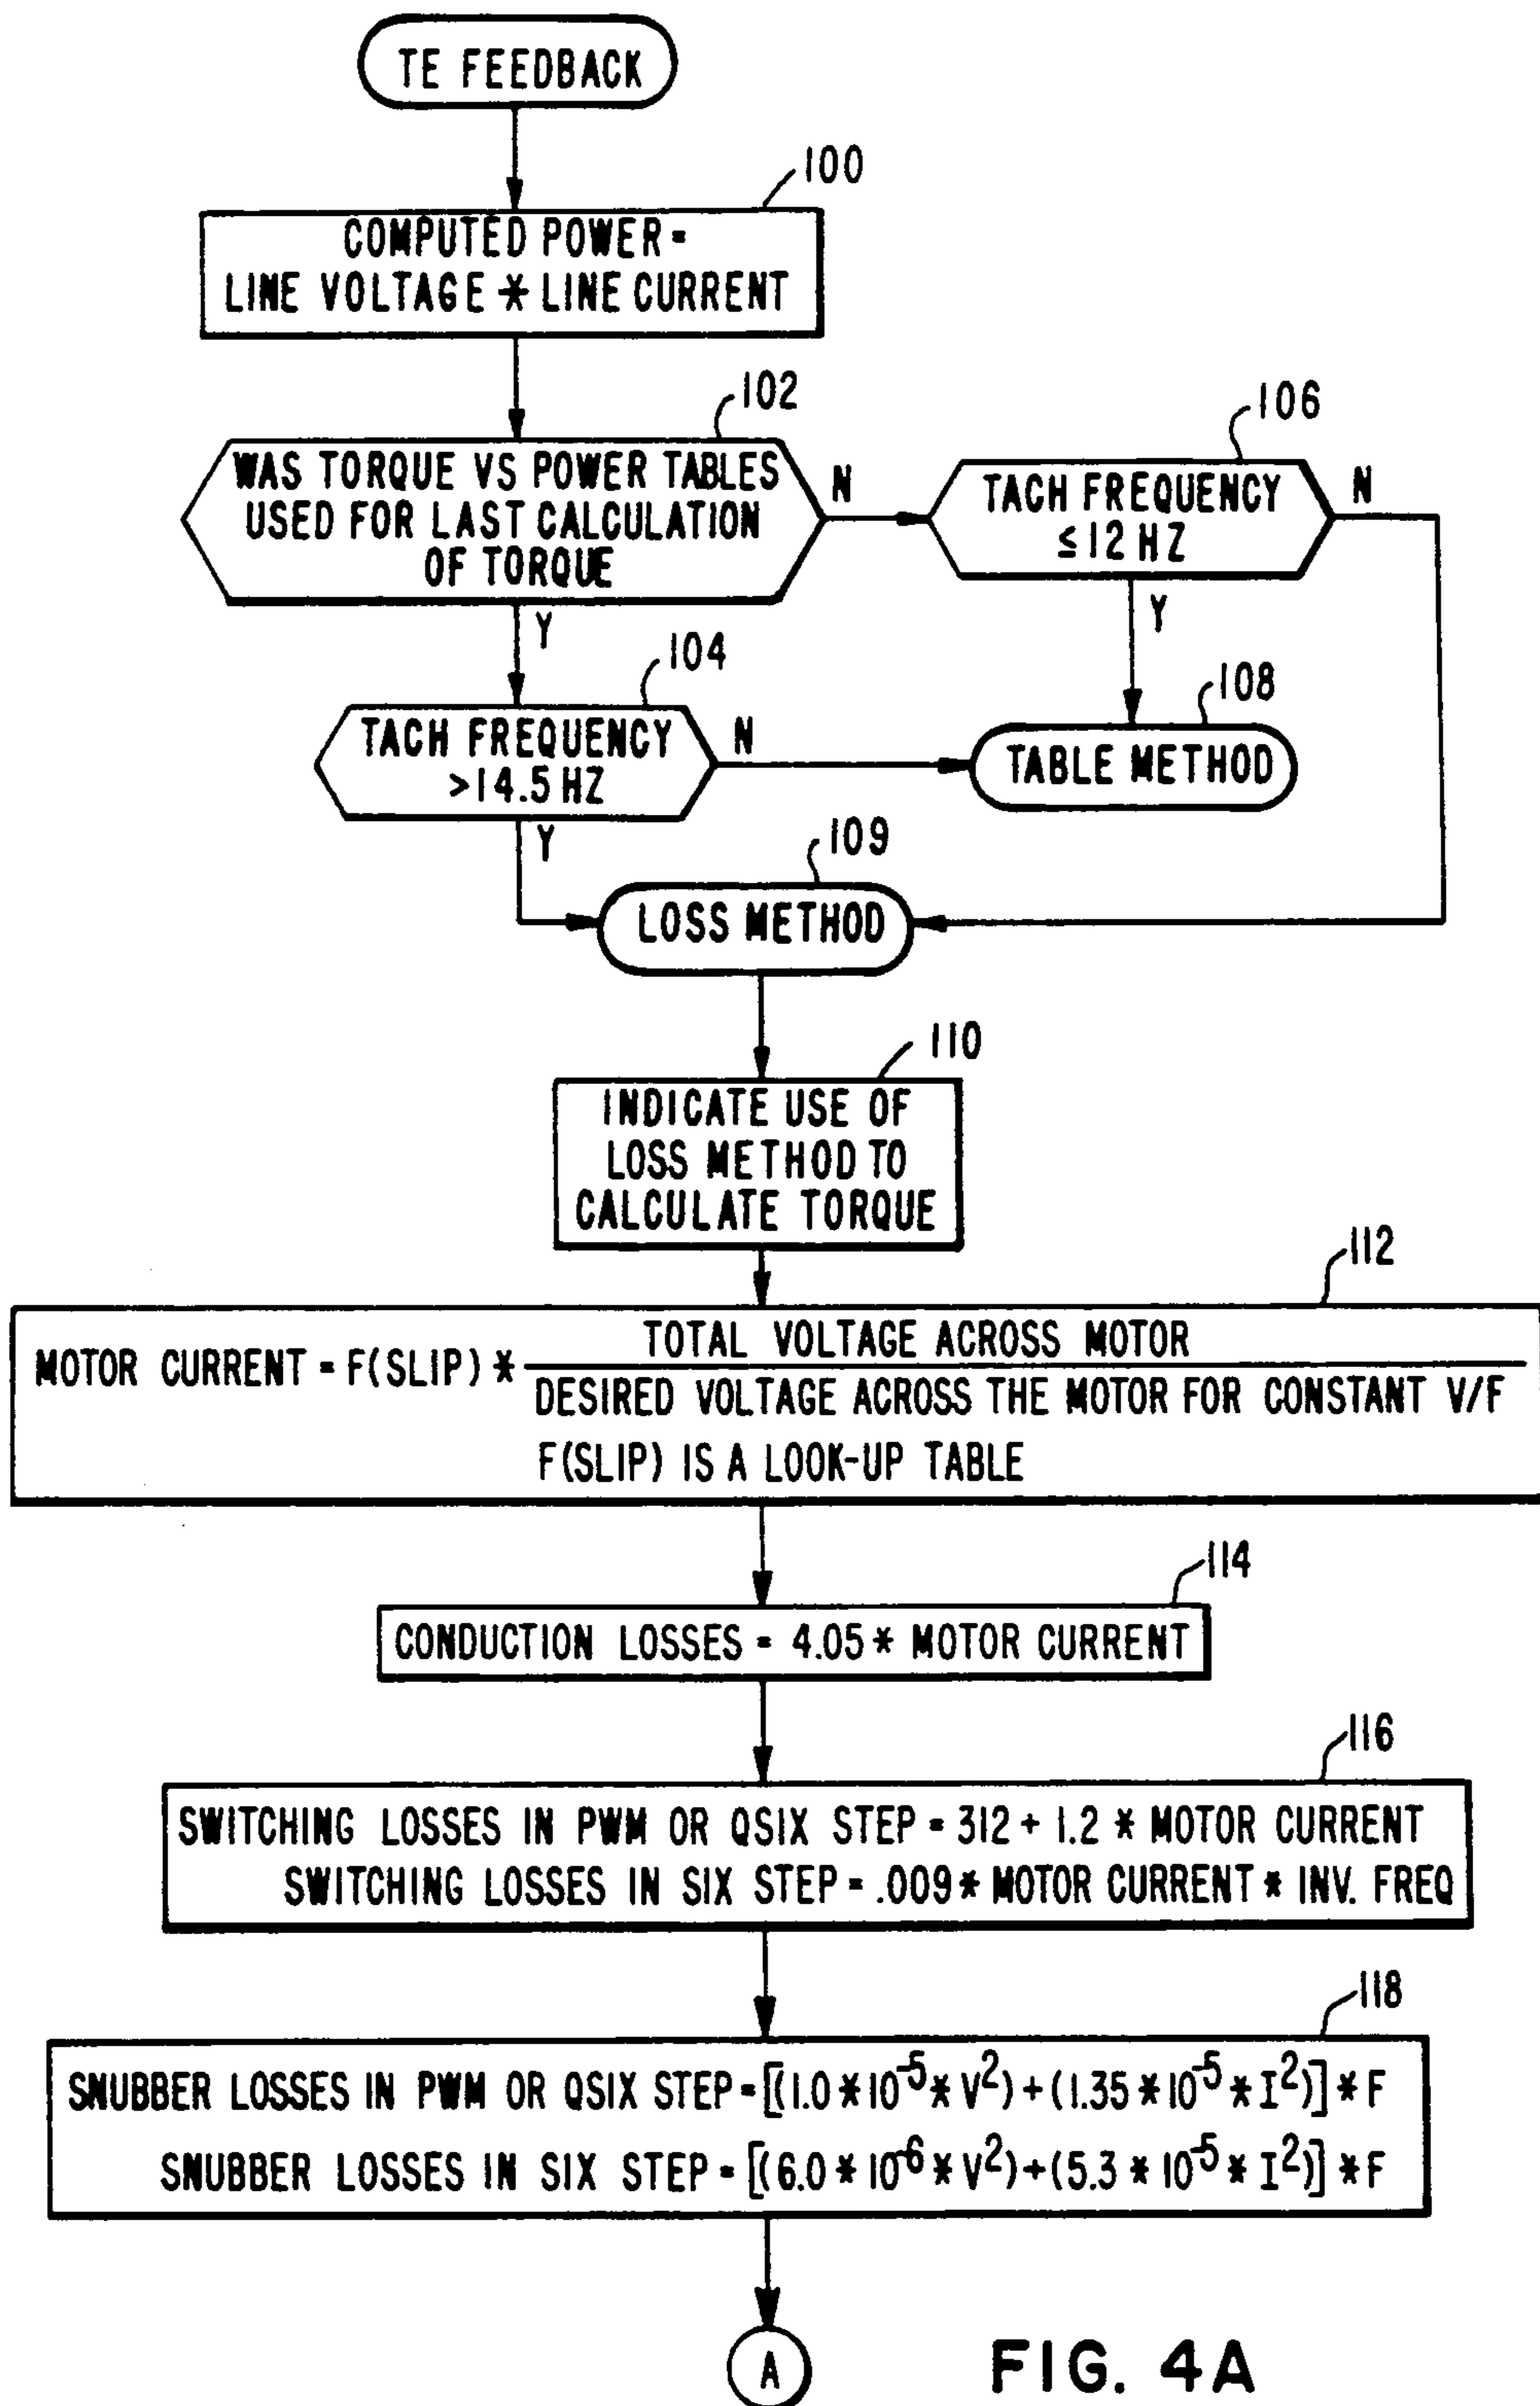 TE FEEDBACK
100
COMPUTED POWER=
LINE VOLTAGE * LINE CURRENT
102
WAS TORQUE VS POWER TABLES
USED FOR LAST CALCULATION
OF TORQUE
N
106
TACH FREQUENCY
≤12 HZ
N
Y
Y
104
TACH FREQUENCY
>14.5 HZ
N
108
TABLE METHOD
Y
109
LOSS METHOD
110
INDICATE USE OF
LOSS METHOD TO
CALCULATE TORQUE
112
TOTAL VOLTAGE ACROSS MOTOR
MOTOR CURRENT = F(SLIP) *
DESIRED VOLTAGE ACROSS THE MOTOR FOR CONSTANT V/F
F(SLIP) IS A LOOK-UP TABLE
114
CONDUCTION LOSSES = 4.05 * MOTOR CURRENT
116
SWITCHING LOSSES IN PWM OR QSIX STEP = 312 + 1.2 * MOTOR CURRENT
SWITCHING LOSSES IN SIX STEP = .009 * MOTOR CURRENT * INV. FREQ
118
SNUBBER LOSSES IN PWM OR QSIX STEP = [(1.0 * 10⁻⁵ * V²) + (1.35 * 10⁻⁵ * I²)] * F
SNUBBER LOSSES IN SIX STEP = [(6.0 * 10⁻⁶ * V²) + (5.3 * 10⁻⁵ * I²)] * F
A
FIG. 4A